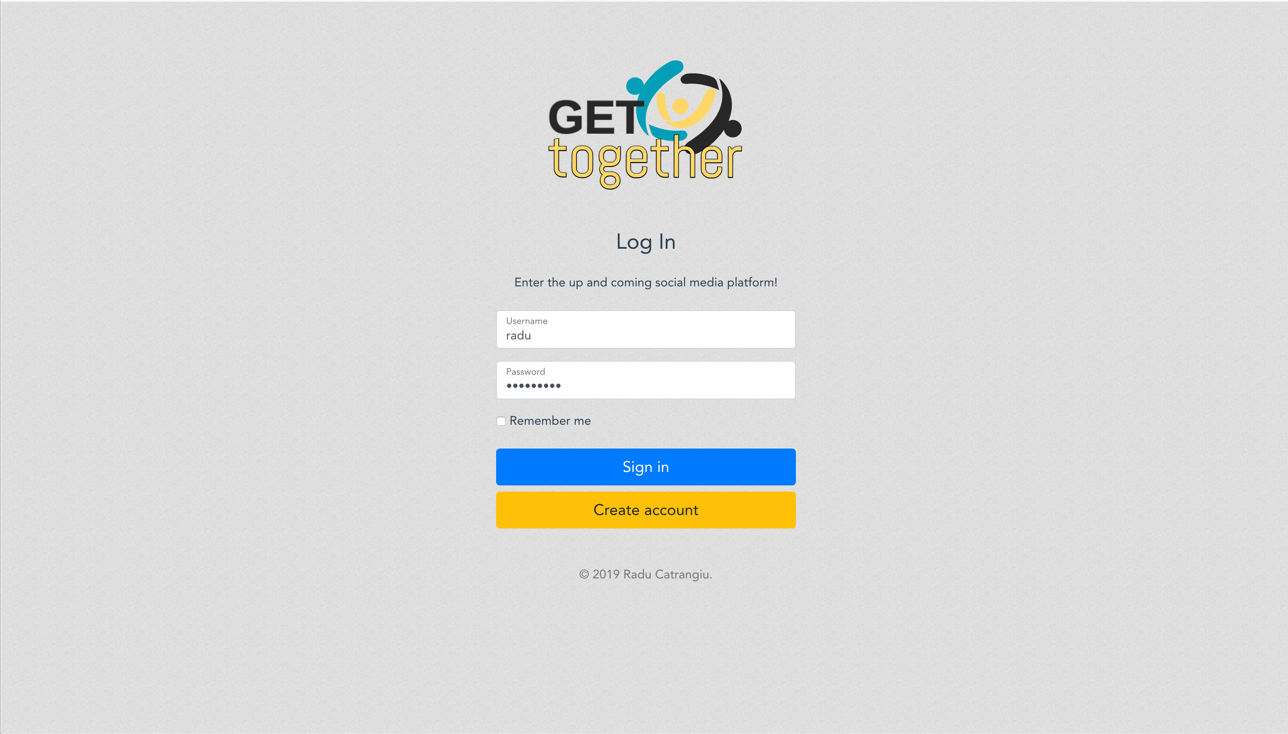 GET
together
Log In
Enter the up and coming social media platform!
Username
radu
Password
•••••••••
Remember me
Sign in
Create account
© 2019 Radu Catrangiu.